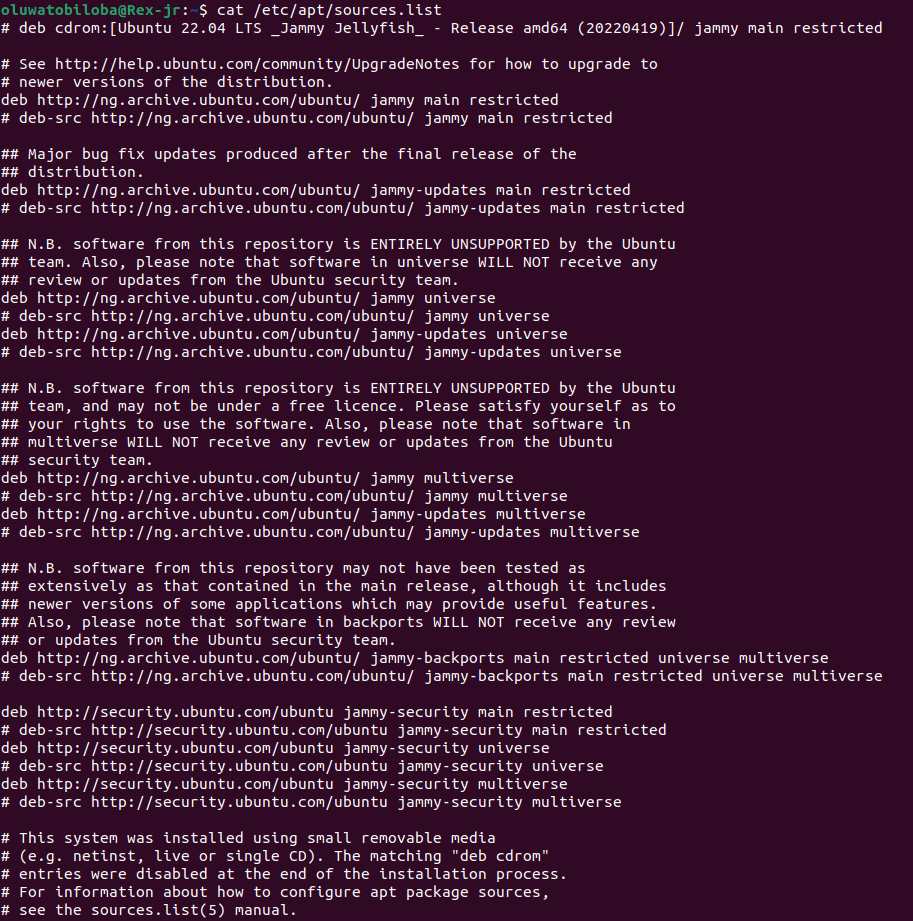 oluwatobiloba@Rex-jr:~$ cat /etc/apt/sources.list
# deb cdrom:[Ubuntu 22.04 LTS _Jammy Jellyfish_ - Release amd64 (20220419)]/ jammy main restricted
# See http://help.ubuntu.com/community/UpgradeNotes for how to upgrade to
# newer versions of the distribution.
deb http://ng.archive.ubuntu.com/ubuntu/ jammy main restricted
# deb-src http://ng.archive.ubuntu.com/ubuntu/ jammy main restricted
## Major bug fix updates produced after the final release of the
## distribution.
deb http://ng.archive.ubuntu.com/ubuntu/ jammy-updates main restricted
# deb-src http://ng.archive.ubuntu.com/ubuntu/ jammy-updates main restricted
## N.B. software from this repository is ENTIRELY UNSUPPORTED by the Ubuntu
## team. Also, please note that software in universe WILL NOT receive any
## review or updates from the Ubuntu security team.
deb http://ng.archive.ubuntu.com/ubuntu/ jammy universe
# deb-src http://ng.archive.ubuntu.com/ubuntu/ jammy universe
deb http://ng.archive.ubuntu.com/ubuntu/ jammy-updates universe
# deb-src http://ng.archive.ubuntu.com/ubuntu/ jammy-updates universe
## N.B. software from this repository is ENTIRELY UNSUPPORTED by the Ubuntu
## team, and may not be under a free licence. Please satisfy yourself as to
## your rights to use the software. Also, please note that software in
## multiverse WILL NOT receive any review or updates from the Ubuntu
## security team.
deb http://ng.archive.ubuntu.com/ubuntu/ jammy multiverse
# deb-src http://ng.archive.ubuntu.com/ubuntu/ jammy multiverse
deb http://ng.archive.ubuntu.com/ubuntu/ jammy-updates multiverse
# deb-src http://ng.archive.ubuntu.com/ubuntu/ jammy-updates multiverse
## N.B. software from this repository may not have been tested as
## extensively as that contained in the main release, although it includes
## newer versions of some applications which may provide useful features.
## Also, please note that software in backports WILL NOT receive any review
## or updates from the Ubuntu security team.
deb http://ng.archive.ubuntu.com/ubuntu/ jammy-backports main restricted universe multiverse
# deb-src http://ng.archive.ubuntu.com/ubuntu/ jammy-backports main restricted universe multiverse
deb http://security.ubuntu.com/ubuntu jammy-security main restricted
# deb-src http://security.ubuntu.com/ubuntu jammy-security main restricted
deb http://security.ubuntu.com/ubuntu jammy-security universe
# deb-src http://security.ubuntu.com/ubuntu jammy-security universe
deb http://security.ubuntu.com/ubuntu jammy-security multiverse
# deb-src http://security.ubuntu.com/ubuntu jammy-security multiverse
# This system was installed using small removable media
# (e.g. netinst, live or single CD). The matching "deb cdrom"
# entries were disabled at the end of the installation process.
# For information about how to configure apt package sources,
# see the sources.list(5) manual.